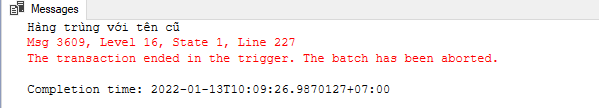 Messages
Hàng trùng với tên cũ
Msg 3609, Level 16, State 1, Line 227
The transaction ended in the trigger. The batch has been aborted.
Completion time: 2022-01-13T10:09:26.9870127+07:00